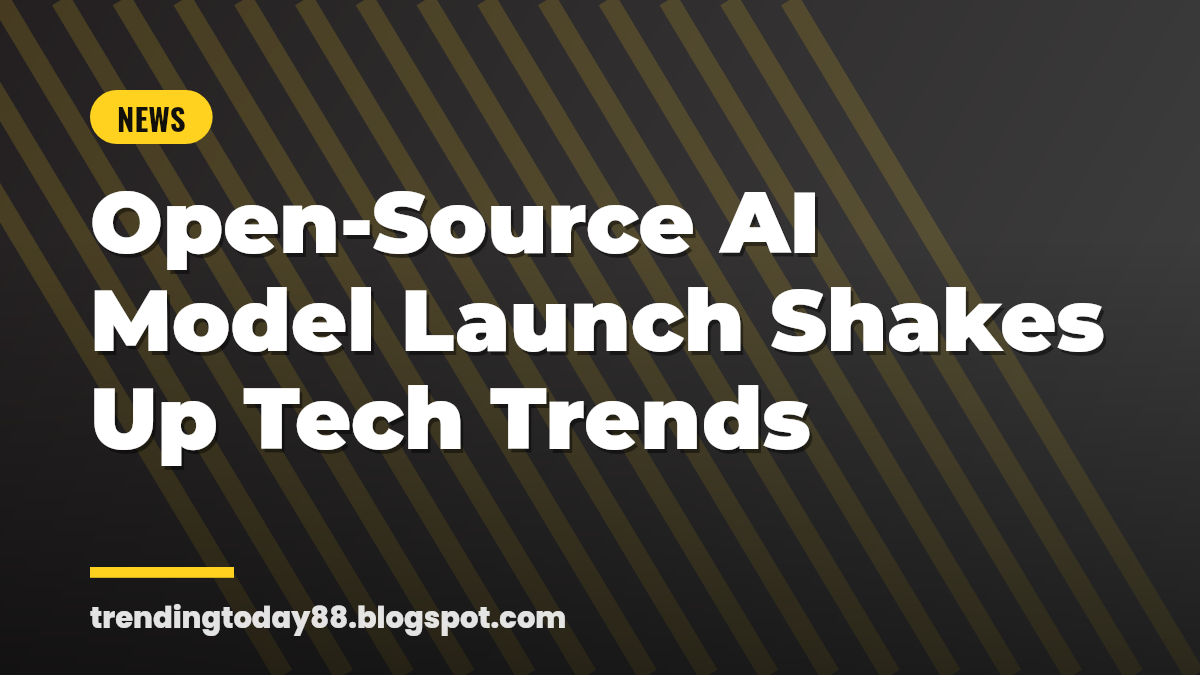 NEWS
Open-Source AI
Model Launch Shakes
Up Tech Trends
trendingtoday88.blogspot.com